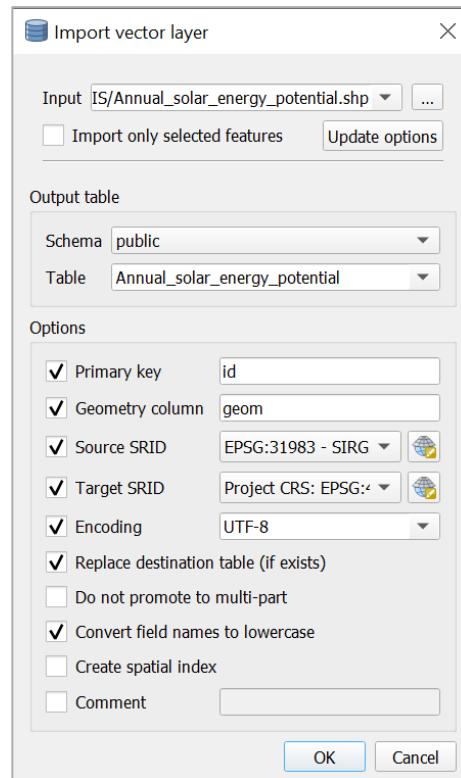 Import vector layer
Input IS/Annual_solar_energy_potential.shp ...
Import only selected features Update options
Output table
Schema public
Table Annual_solar_energy_potential
Options
Primary key id
Geometry column geom
Source SRID EPSG:31983 - SIRG
Target SRID Project CRS: EPSG:4
Encoding UTF-8
Replace destination table (if exists)
Do not promote to multi-part
Convert field names to lowercase
Create spatial index
Comment
OK Cancel